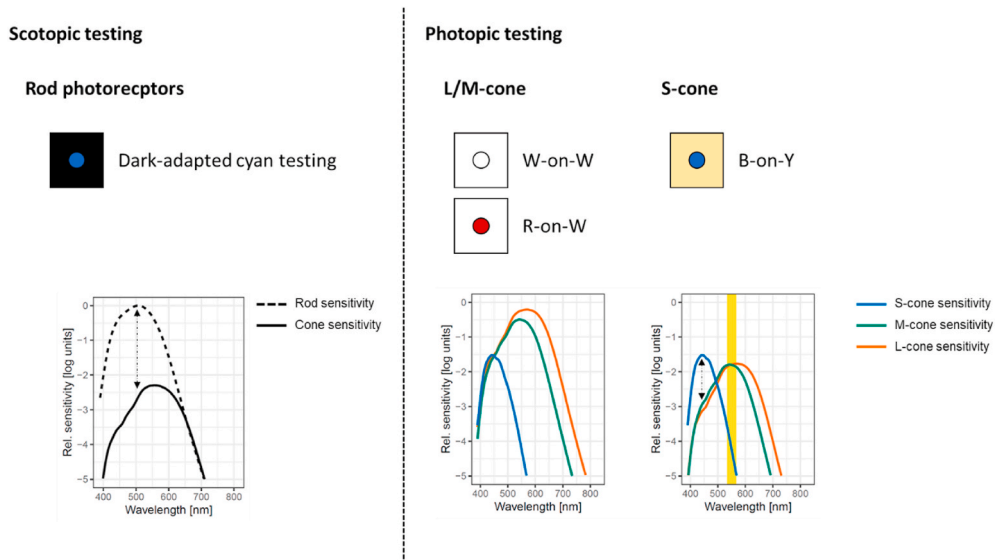 Scotopic testing
Rod photorecptors
Dark-adapted cyan testing
Rod sensitivity
Cone sensitivity
Rel. sensitivity [log units]
0
−1
−2
−3
−4
−5
400 500 600 700 800
Wavelength [nm]
Photopic testing
L/M-cone
W-on-W
R-on-W
S-cone
B-on-Y
Rel. sensitivity [log units]
0
−1
−2
−3
−4
−5
400 500 600 700 800
Wavelength [nm]
Rel. sensitivity [log units]
0
−1
−2
−3
−4
−5
400 500 600 700 800
Wavelength [nm]
S-cone sensitivity
M-cone sensitivity
L-cone sensitivity